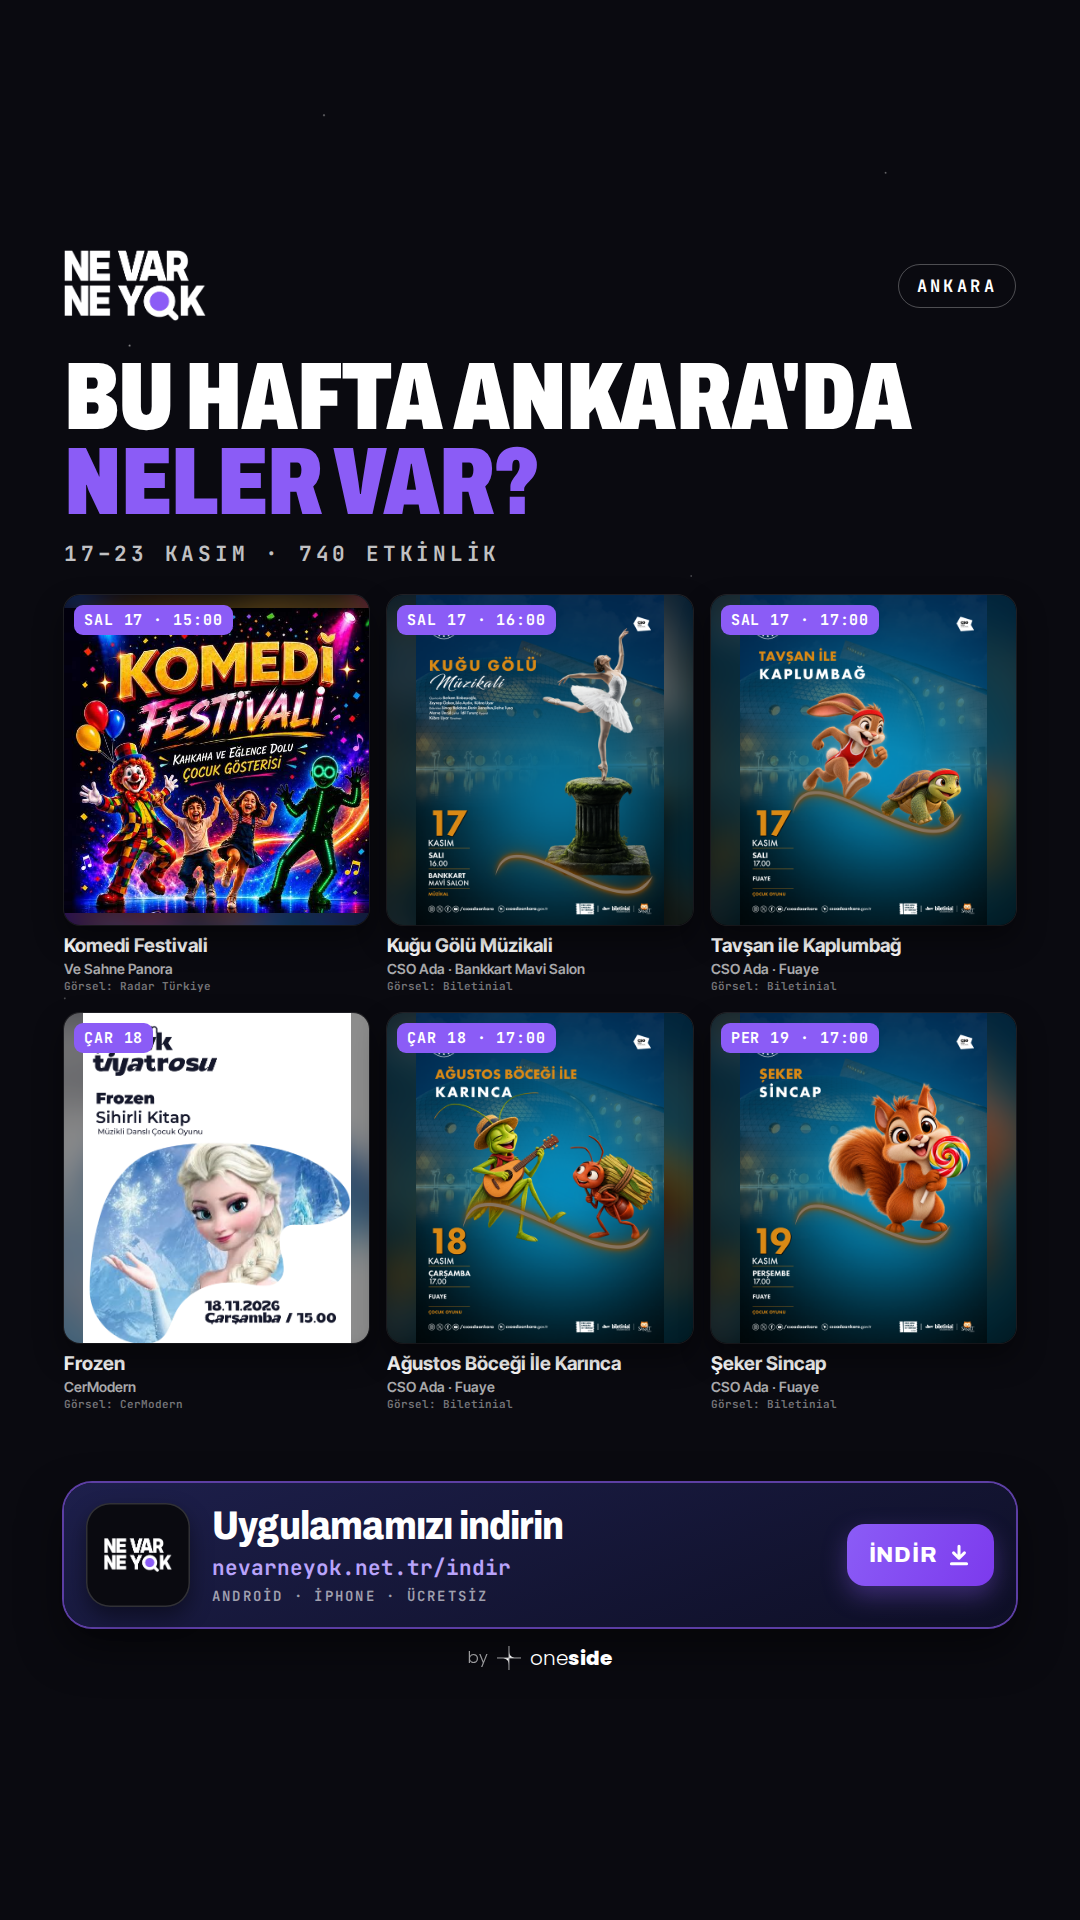 NE VAR
NE YOK
ANKARA
BU HAFTA ANKARA'DA
NELER VAR?
17–23 KASIM · 740 ETKİNLİK
SAL 17 · 15:00
KOMEDİ
FESTİVALİ
KAHKAHA VE EĞLENCE DOLU
ÇOCUK GÖSTERİSİ
Komedi Festivali
Ve Sahne Panora
Görsel: Radar Türkiye
SAL 17 · 16:00
KUĞU GÖLÜ
Müzikali
17
KASIM
SALI
16.00
BANKKART
MAVİ SALON
MÜZİKAL
Kuğu Gölü Müzikali
CSO Ada · Bankkart Mavi Salon
Görsel: Biletinial
SAL 17 · 17:00
TAVŞAN İLE
KAPLUMBAĞ
17
KASIM
SALI
17.00
FUAYE
ÇOCUK OYUNU
Tavşan ile Kaplumbağ
CSO Ada · Fuaye
Görsel: Biletinial
ÇAR 18
tiyatrosu
Frozen
Sihirli Kitap
Müzikli Danslı Çocuk Oyunu
18.11.2026
Çarşamba / 15.00
Frozen
CerModern
Görsel: CerModern
ÇAR 18 · 17:00
AĞUSTOS BÖCEĞİ İLE
KARINCA
18
KASIM
ÇARŞAMBA
17.00
FUAYE
ÇOCUK OYUNU
Ağustos Böceği İle Karınca
CSO Ada · Fuaye
Görsel: Biletinial
PER 19 · 17:00
ŞEKER
SİNCAP
19
KASIM
PERŞEMBE
17.00
FUAYE
ÇOCUK OYUNU
Şeker Sincap
CSO Ada · Fuaye
Görsel: Biletinial
NE VAR
NE YOK
Uygulamamızı indirin
nevarneyok.net.tr/indir
ANDROİD · İPHONE · ÜCRETSİZ
İNDİR
by oneside